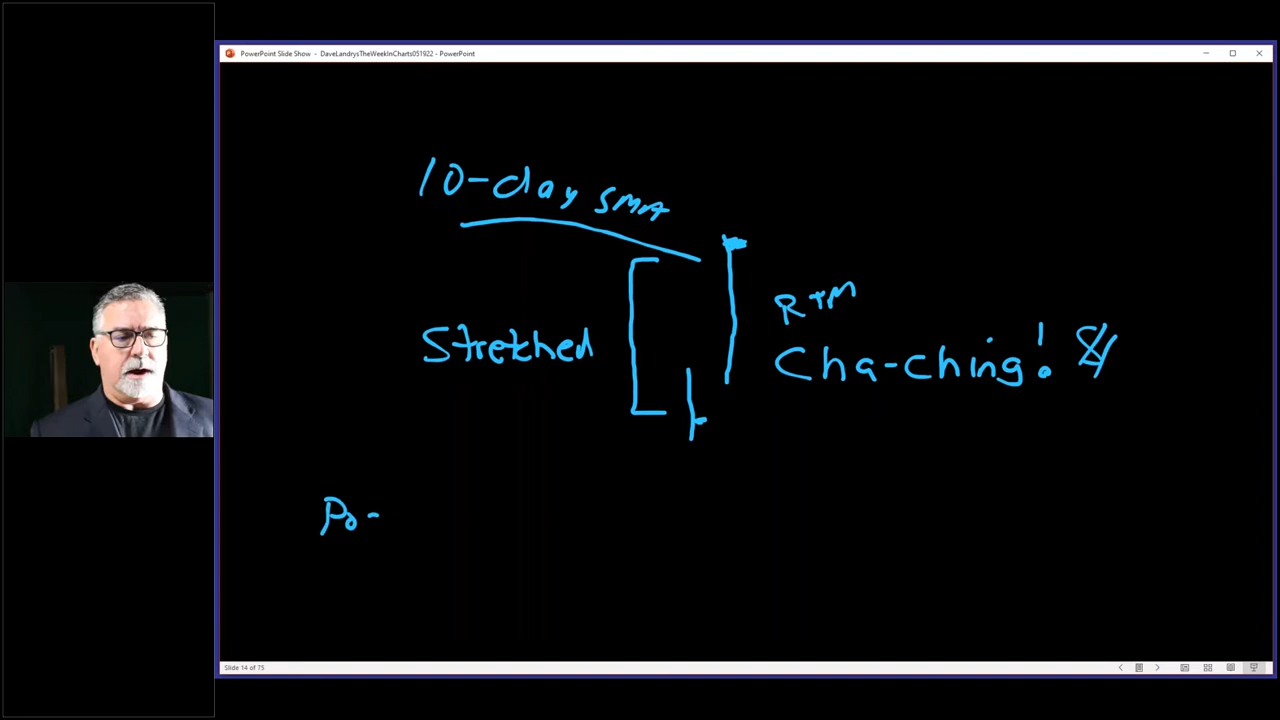 PowerPoint Slide Show - DaveLandrysTheWeekInCharts051922 - PowerPoint
10-day SMA
RTM
Stretched
Cha-ching! $
Po-
Slide 14 of 75